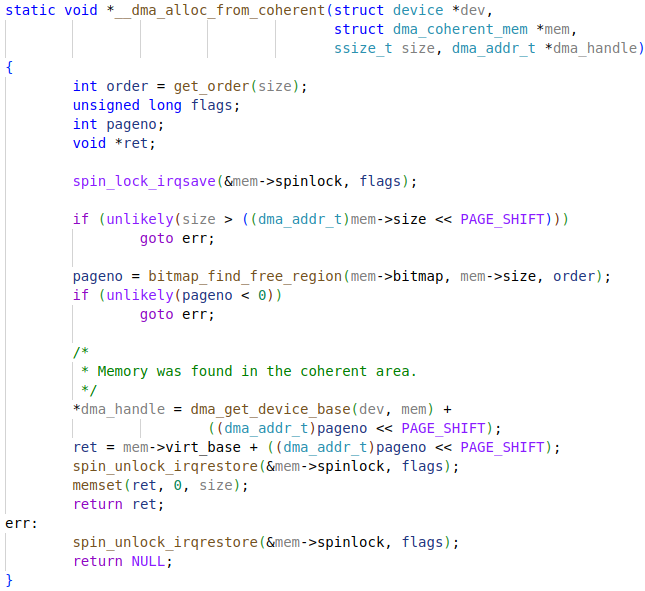 static void *__dma_alloc_from_coherent(struct device *dev,
                                       struct dma_coherent_mem *mem,
                                       ssize_t size, dma_addr_t *dma_handle)
{
        int order = get_order(size);
        unsigned long flags;
        int pageno;
        void *ret;

        spin_lock_irqsave(&mem->spinlock, flags);

        if (unlikely(size > ((dma_addr_t)mem->size << PAGE_SHIFT)))
                goto err;

        pageno = bitmap_find_free_region(mem->bitmap, mem->size, order);
        if (unlikely(pageno < 0))
                goto err;

        /*
         * Memory was found in the coherent area.
         */
        *dma_handle = dma_get_device_base(dev, mem) +
                        ((dma_addr_t)pageno << PAGE_SHIFT);
        ret = mem->virt_base + ((dma_addr_t)pageno << PAGE_SHIFT);
        spin_unlock_irqrestore(&mem->spinlock, flags);
        memset(ret, 0, size);
        return ret;
err:
        spin_unlock_irqrestore(&mem->spinlock, flags);
        return NULL;
}